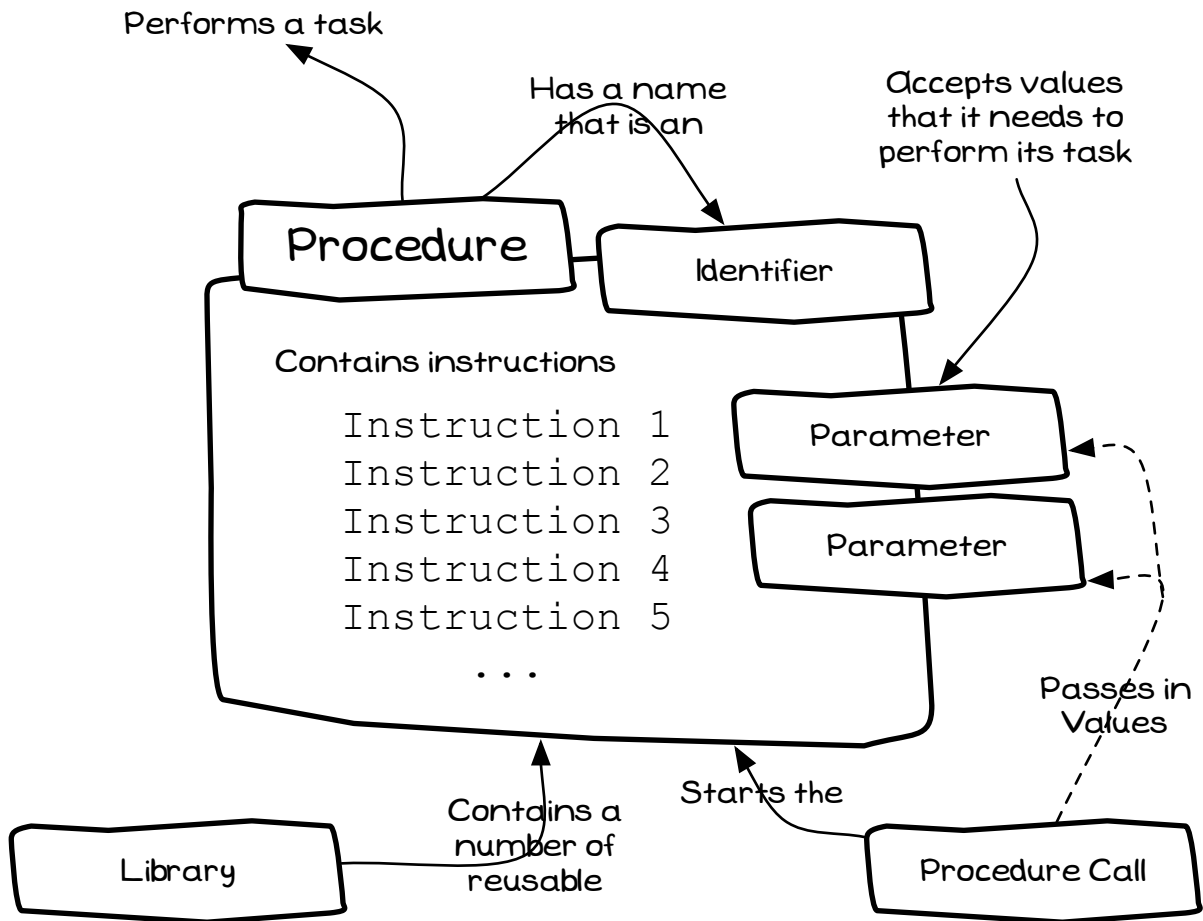 Performs a task
Has a name
that is an
Accepts values
that it needs to
perform its task
Procedure
Identifier
Contains instructions
Instruction 1
Instruction 2
Instruction 3
Instruction 4
Instruction 5
...
Parameter
Parameter
Passes in
Values
Starts the
Contains a
number of
reusable
Library
Procedure Call